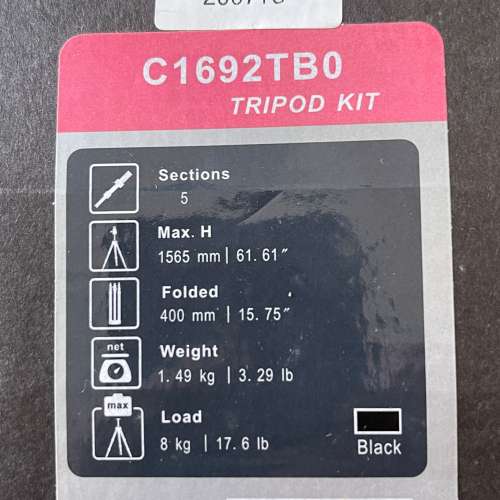 C1692TB0
TRIPOD KIT
Sections
5
Max. H
1565 mm | 61.61″
Folded
400 mm | 15.75″
net
Weight
1.49 kg | 3.29 lb
max
Load
8 kg | 17.6 lb
Black